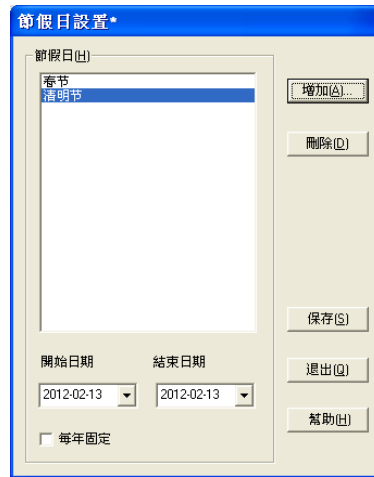 節假日設置*
節假日(H)
春节
清明节
增加(A)...
刪除(D)
保存(S)
開始日期 結束日期
退出(Q)
2012-02-13 2012-02-13
幫助(H)
每年固定